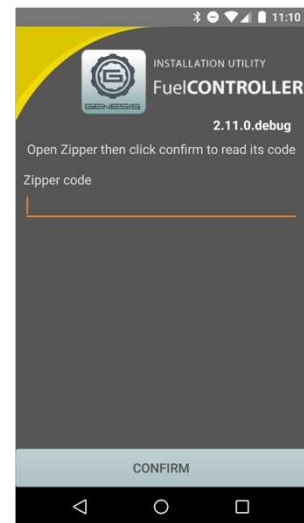 11:10
INSTALLATION UTILITY
FuelCONTROLLER
GENESIS
2.11.0.debug
Open Zipper then click confirm to read its code
Zipper code
CONFIRM